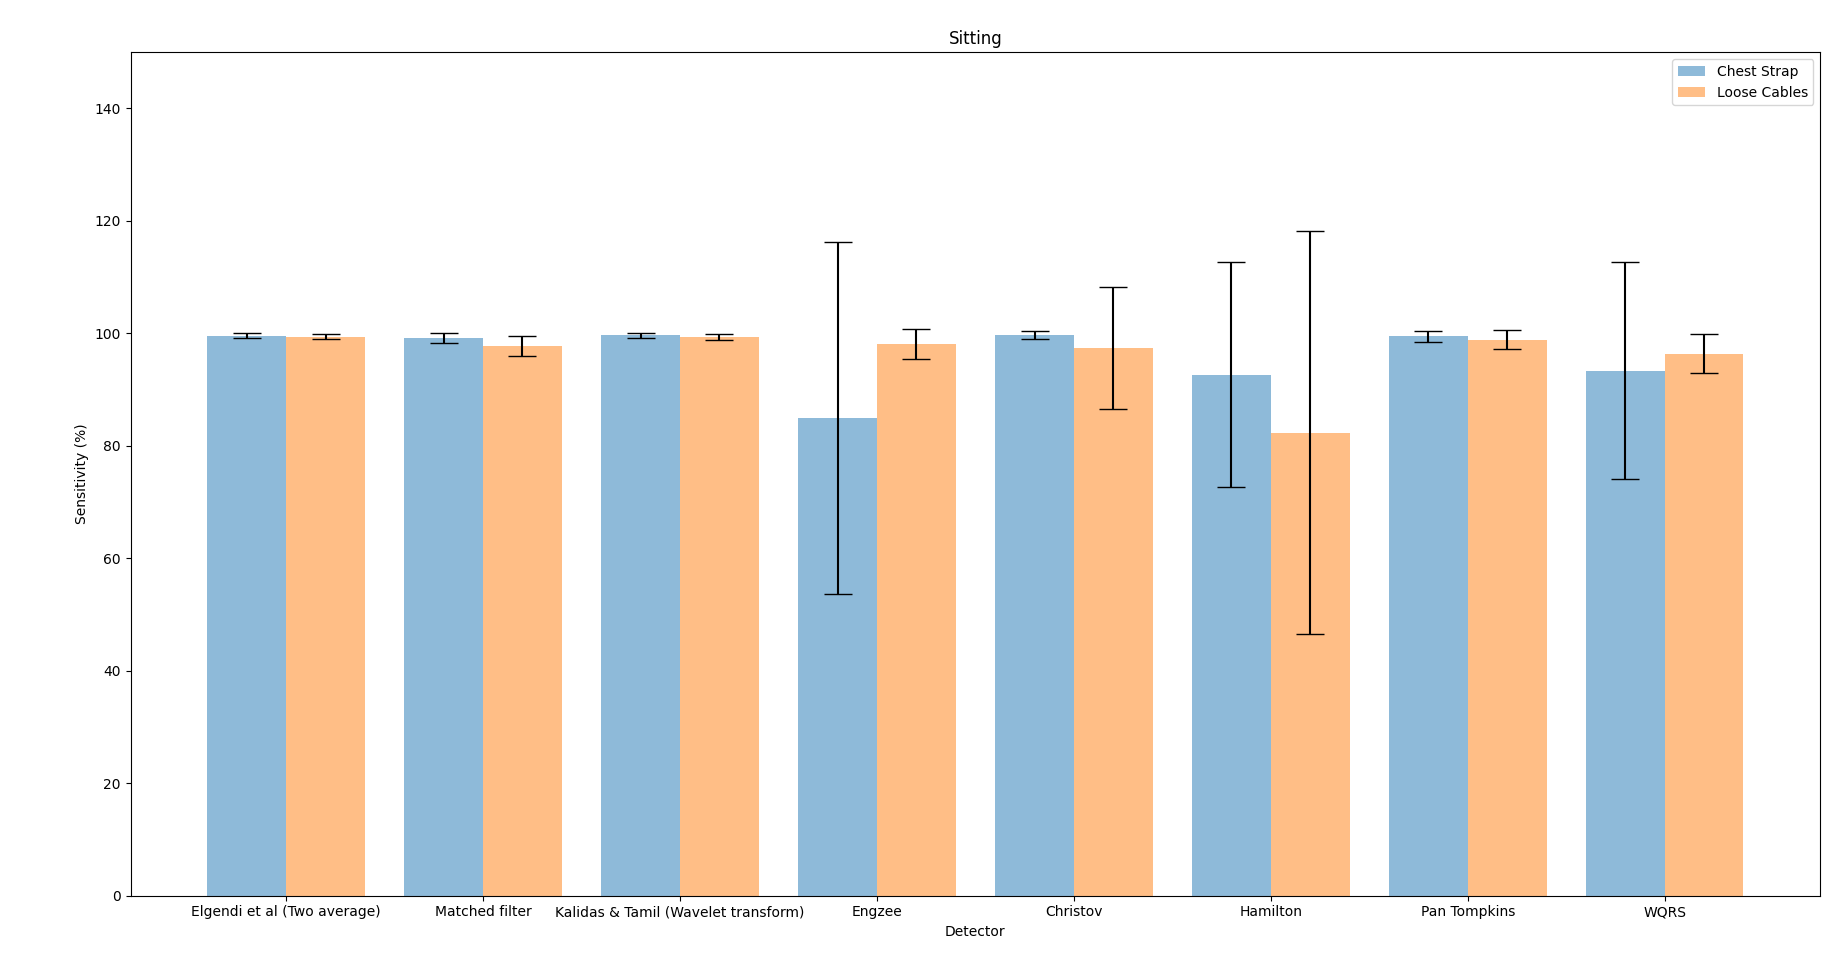 Sitting
Chest Strap
Loose Cables
Sensitivity (%)
140
120
100
80
60
40
20
0
Elgendi et al (Two average) Matched filter Kalidas & Tamil (Wavelet transform) Engzee Christov Hamilton Pan Tompkins WQRS
Detector